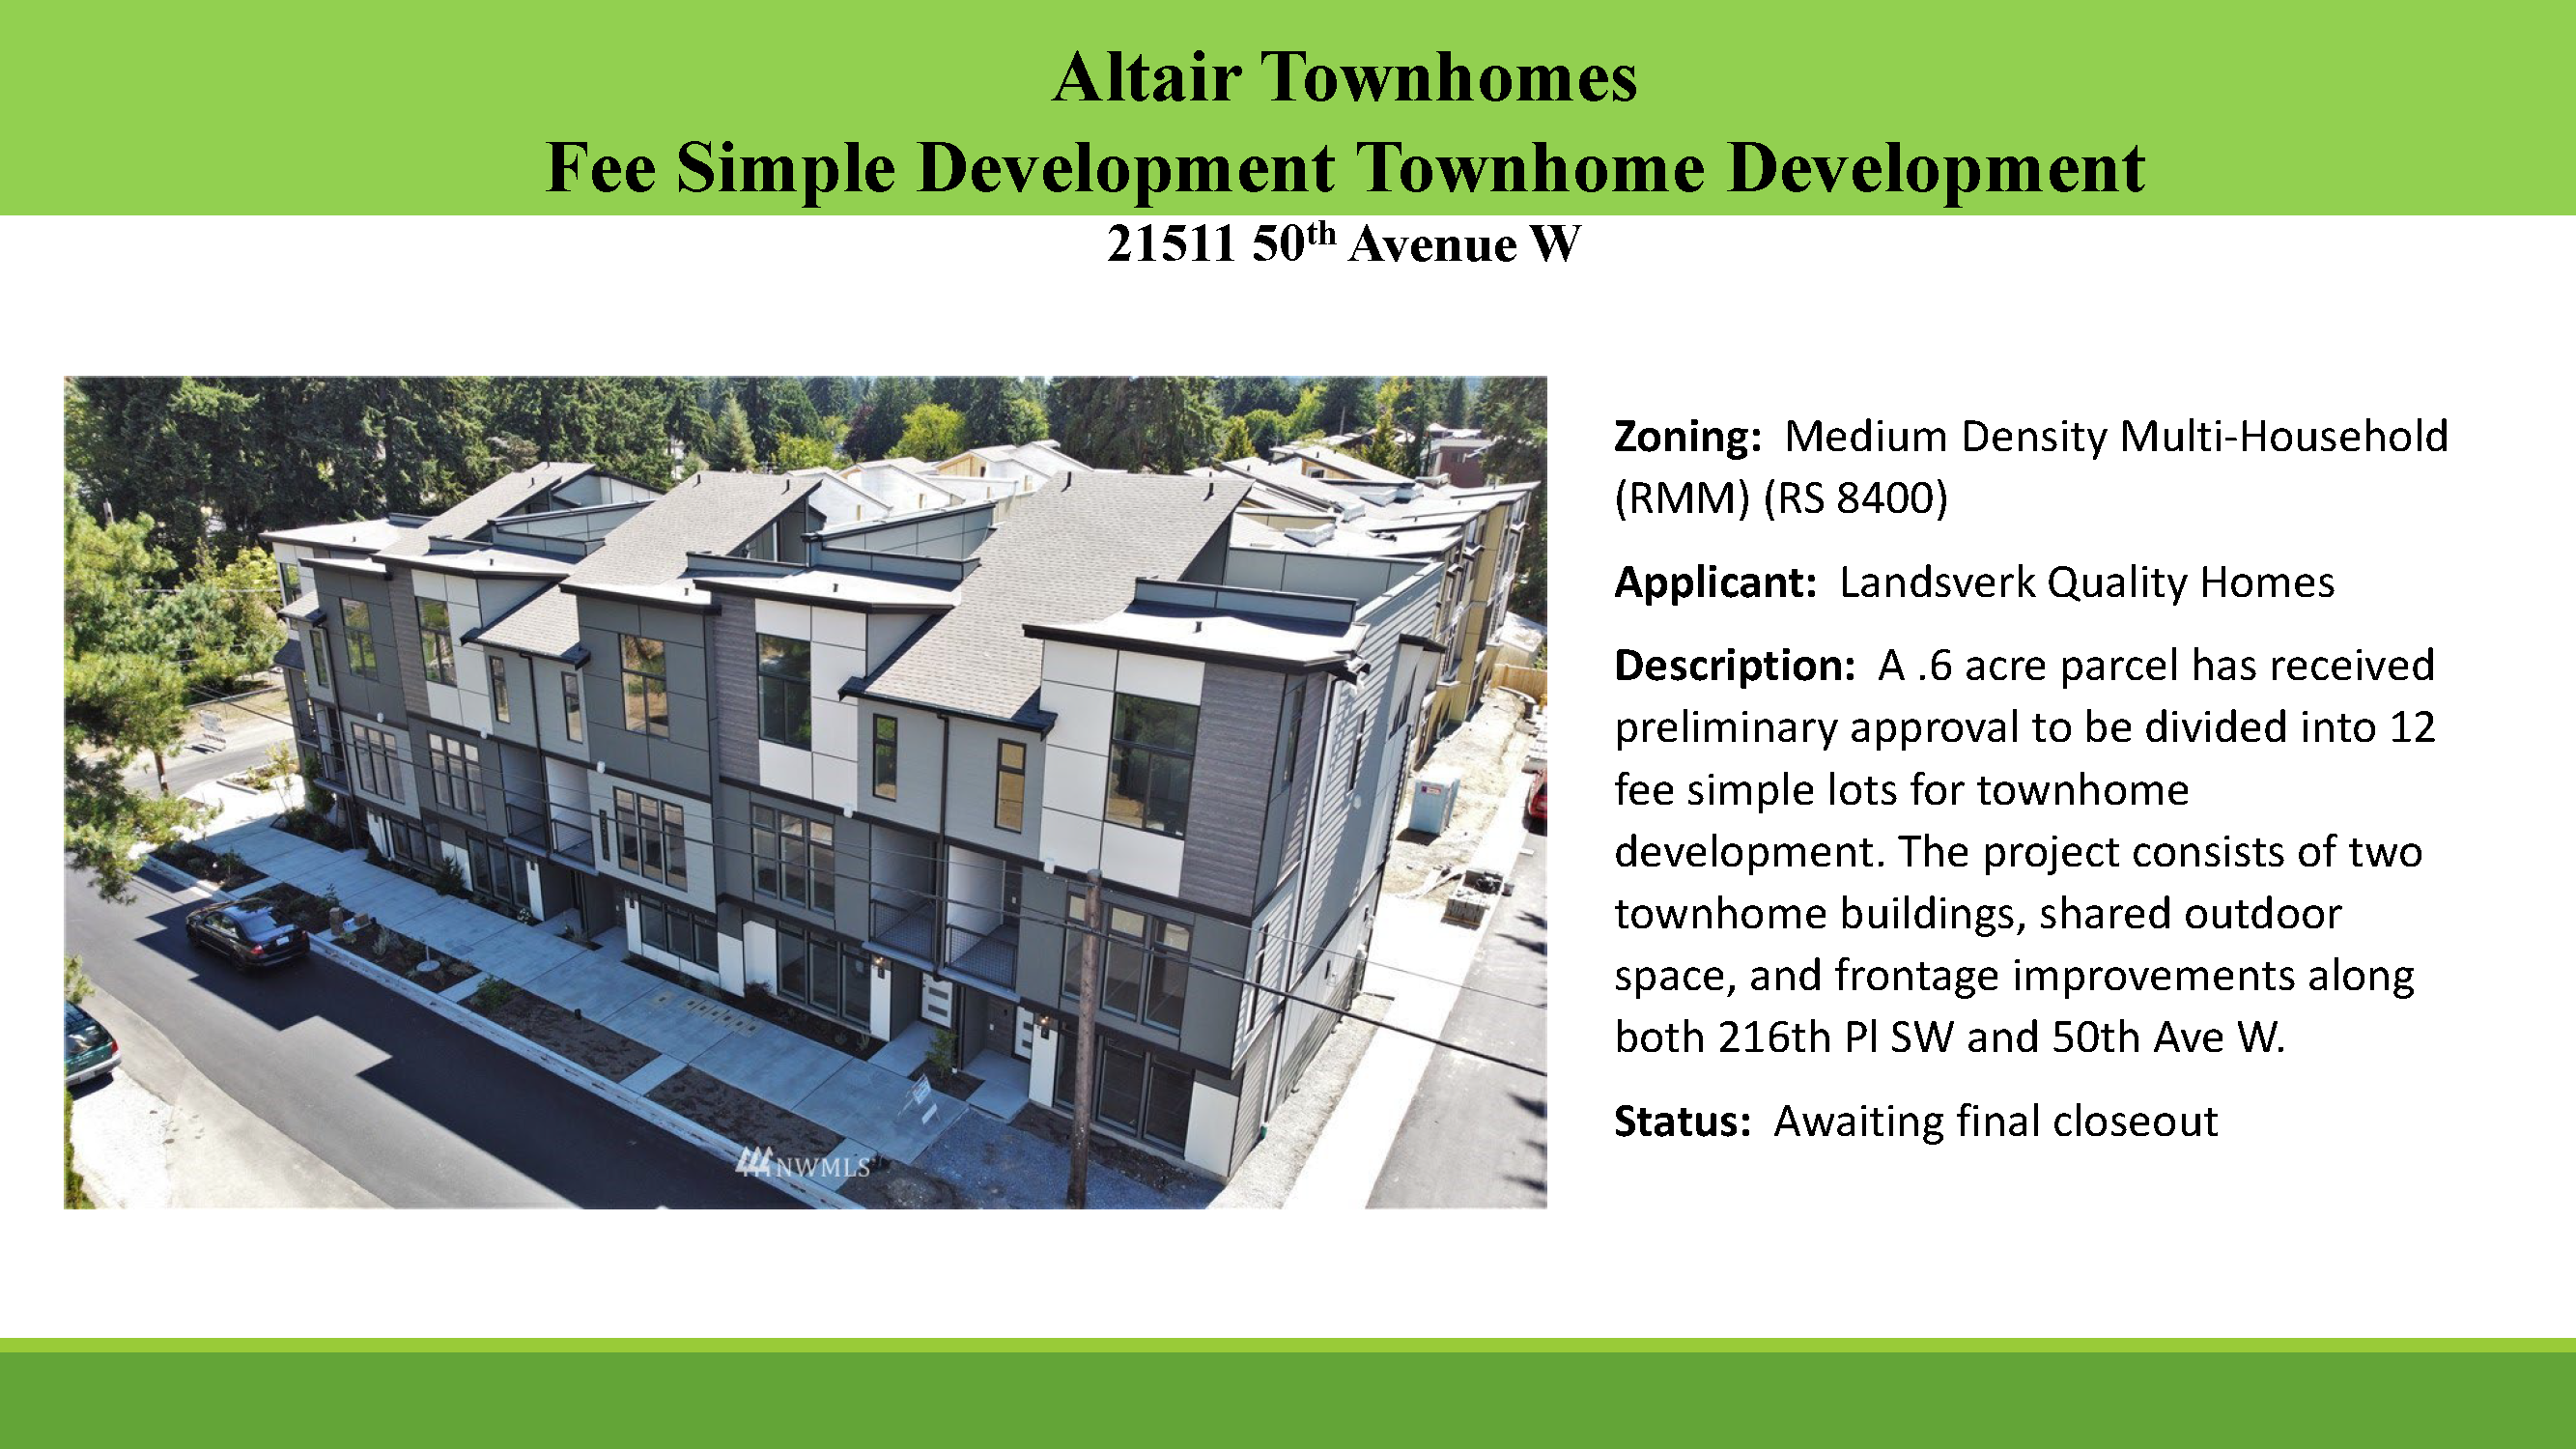 Altair Townhomes
Fee Simple Development Townhome Development
21511 50th Avenue W
Zoning: Medium Density Multi-Household
(RMM) (RS 8400)
Applicant: Landsverk Quality Homes
Description: A .6 acre parcel has received
preliminary approval to be divided into 12
fee simple lots for townhome
development. The project consists of two
townhome buildings, shared outdoor
space, and frontage improvements along
both 216th Pl SW and 50th Ave W.
Status: Awaiting final closeout
NWMLS